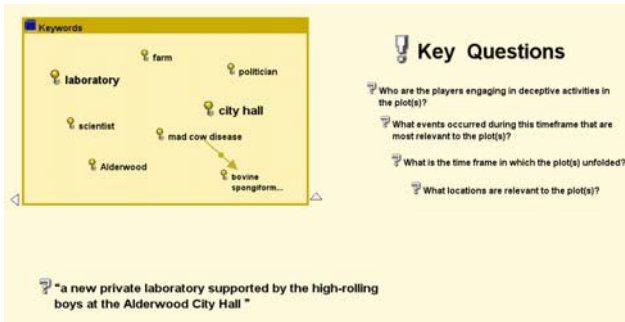 Keywords
farm
politician
laboratory
city hall
scientist
mad cow disease
Alderwood
bovine
spongiform...
Key Questions
Who are the players engaging in deceptive activities in
the plot(s)?
What events occurred during this timeframe that are
most relevant to the plot(s)?
What is the time frame in which the plot(s) unfolded?
What locations are relevant to the plot(s)?
"a new private laboratory supported by the high-rolling
boys at the Alderwood City Hall "